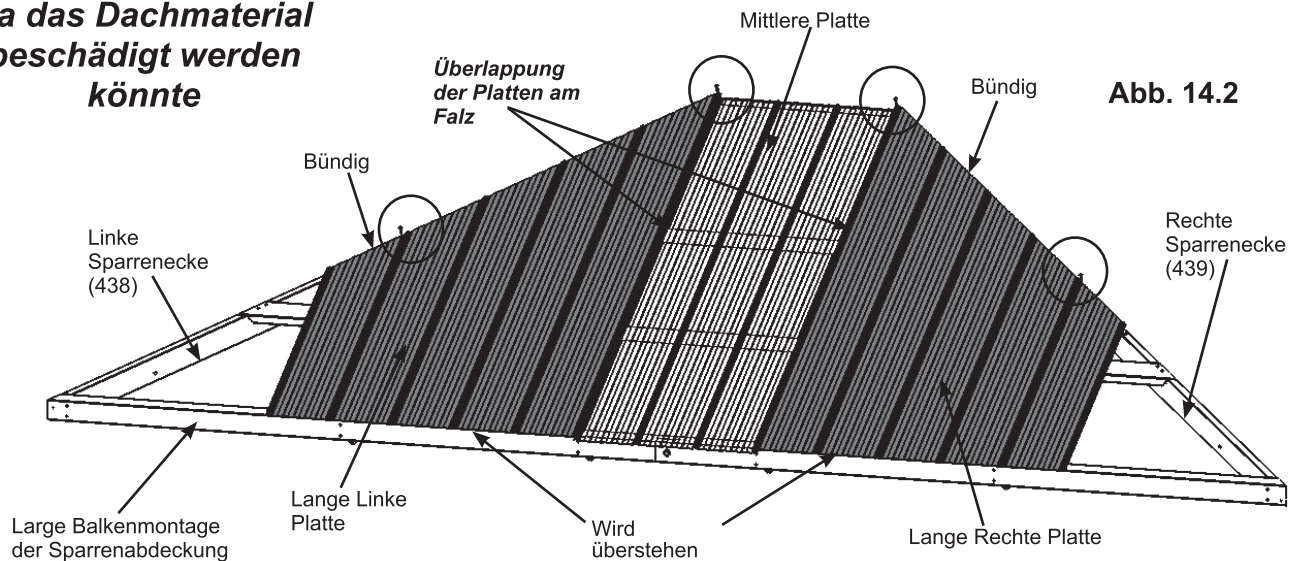 a das Dachmaterial
beschädigt werden
könnte
Mittlere Platte
Überlappung
der Platten am
Falz
Bündig
Abb. 14.2
Bündig
Linke
Sparrenecke
(438)
Rechte
Sparrenecke
(439)
Lange Linke
Platte
Large Balkenmontage
der Sparrenabdeckung
Wird
überstehen
Lange Rechte Platte